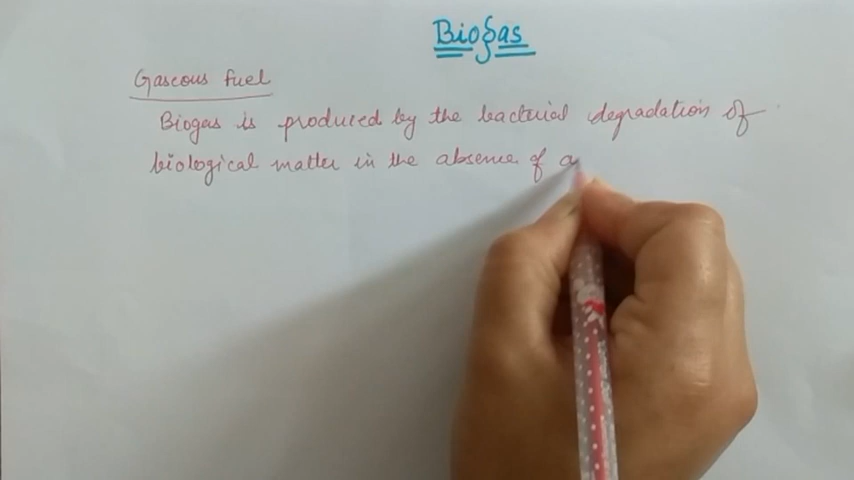 Biogas
Gaseous fuel
Biogas is produced by the bacterial degradation of
biological matter in the absence of a